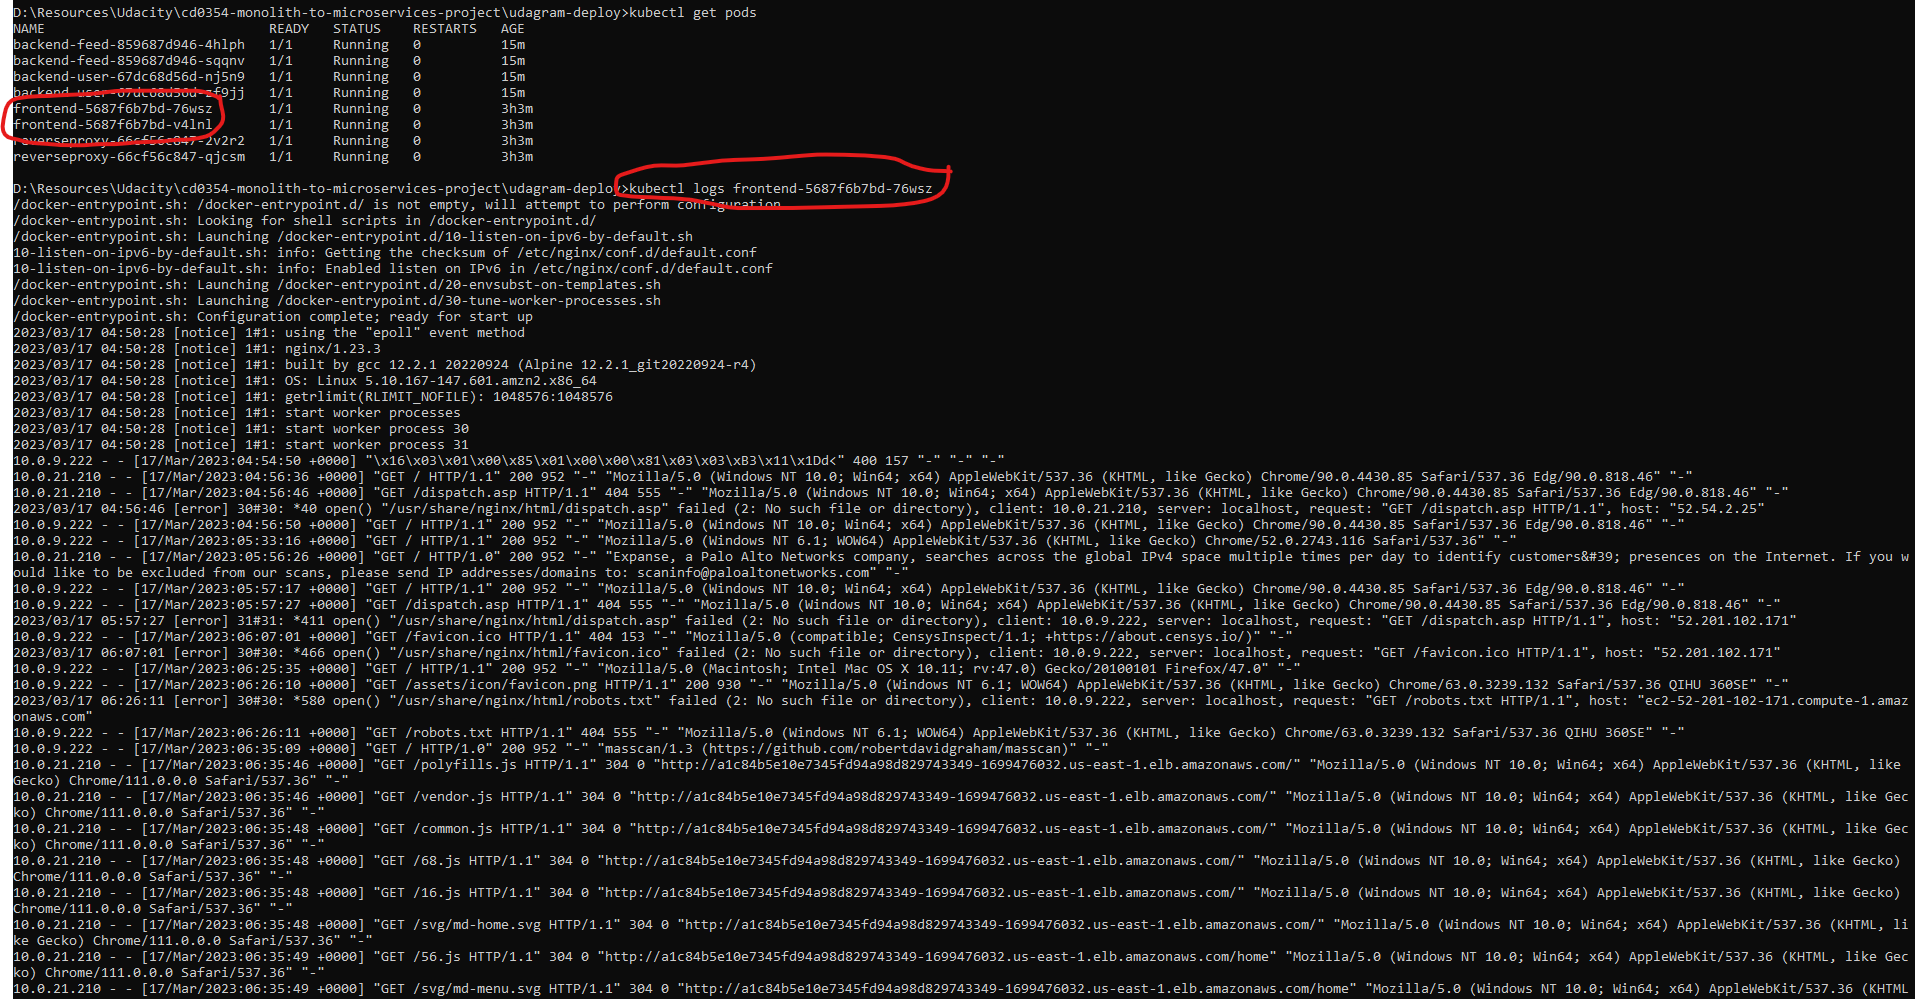 D:\Resources\Udacity\cd0354-monolith-to-microservices-project\udagram-deploy>kubectl get pods
NAME READY STATUS RESTARTS AGE
backend-feed-859687d946-4hlph 1/1 Running 0 15m
backend-feed-859687d946-sqqnv 1/1 Running 0 15m
backend-user-67dc68d56d-nj5n9 1/1 Running 0 15m
backend-user-67dc68d56d-zf9jj 1/1 Running 0 15m
frontend-5687f6b7bd-76wsz 1/1 Running 0 3h3m
frontend-5687f6b7bd-v4lnl 1/1 Running 0 3h3m
reverseproxy-66cf56c847-2v2r2 1/1 Running 0 3h3m
reverseproxy-66cf56c847-qjcsm 1/1 Running 0 3h3m
D:\Resources\Udacity\cd0354-monolith-to-microservices-project\udagram-deploy>kubectl logs frontend-5687f6b7bd-76wsz
/docker-entrypoint.sh: /docker-entrypoint.d/ is not empty, will attempt to perform configuration
/docker-entrypoint.sh: Looking for shell scripts in /docker-entrypoint.d/
/docker-entrypoint.sh: Launching /docker-entrypoint.d/10-listen-on-ipv6-by-default.sh
10-listen-on-ipv6-by-default.sh: info: Getting the checksum of /etc/nginx/conf.d/default.conf
10-listen-on-ipv6-by-default.sh: info: Enabled listen on IPv6 in /etc/nginx/conf.d/default.conf
/docker-entrypoint.sh: Launching /docker-entrypoint.d/20-envsubst-on-templates.sh
/docker-entrypoint.sh: Launching /docker-entrypoint.d/30-tune-worker-processes.sh
/docker-entrypoint.sh: Configuration complete; ready for start up
2023/03/17 04:50:28 [notice] 1#1: using the "epoll" event method
2023/03/17 04:50:28 [notice] 1#1: nginx/1.23.3
2023/03/17 04:50:28 [notice] 1#1: built by gcc 12.2.1 20220924 (Alpine 12.2.1_git20220924-r4)
2023/03/17 04:50:28 [notice] 1#1: OS: Linux 5.10.167-147.601.amzn2.x86_64
2023/03/17 04:50:28 [notice] 1#1: getrlimit(RLIMIT_NOFILE): 1048576:1048576
2023/03/17 04:50:28 [notice] 1#1: start worker processes
2023/03/17 04:50:28 [notice] 1#1: start worker process 30
2023/03/17 04:50:28 [notice] 1#1: start worker process 31
10.0.9.222 - - [17/Mar/2023:04:54:50 +0000] "\x16\x03\x01\x00\x85\x01\x00\x00\x81\x03\x03\xB3\x11\x1Dd<" 400 157 "-" "-" "-"
10.0.21.210 - - [17/Mar/2023:04:56:36 +0000] "GET / HTTP/1.1" 200 952 "-" "Mozilla/5.0 (Windows NT 10.0; Win64; x64) AppleWebKit/537.36 (KHTML, like Gecko) Chrome/90.0.4430.85 Safari/537.36 Edg/90.0.818.46" "-"
10.0.21.210 - - [17/Mar/2023:04:56:46 +0000] "GET /dispatch.asp HTTP/1.1" 404 555 "-" "Mozilla/5.0 (Windows NT 10.0; Win64; x64) AppleWebKit/537.36 (KHTML, like Gecko) Chrome/90.0.4430.85 Safari/537.36 Edg/90.0.818.46" "-"
2023/03/17 04:56:46 [error] 30#30: *40 open() "/usr/share/nginx/html/dispatch.asp" failed (2: No such file or directory), client: 10.0.21.210, server: localhost, request: "GET /dispatch.asp HTTP/1.1", host: "52.54.2.25"
10.0.9.222 - - [17/Mar/2023:04:56:50 +0000] "GET / HTTP/1.1" 200 952 "-" "Mozilla/5.0 (Windows NT 10.0; Win64; x64) AppleWebKit/537.36 (KHTML, like Gecko) Chrome/90.0.4430.85 Safari/537.36 Edg/90.0.818.46" "-"
10.0.9.222 - - [17/Mar/2023:05:33:16 +0000] "GET / HTTP/1.1" 200 952 "-" "Mozilla/5.0 (Windows NT 6.1; WOW64) AppleWebKit/537.36 (KHTML, like Gecko) Chrome/52.0.2743.116 Safari/537.36" "-"
10.0.21.210 - - [17/Mar/2023:05:56:26 +0000] "GET / HTTP/1.0" 200 952 "-" "Expanse, a Palo Alto Networks company, searches across the global IPv4 space multiple times per day to identify customers&#39; presences on the Internet. If you w
ould like to be excluded from our scans, please send IP addresses/domains to: scaninfo@paloaltonetworks.com" "-"
10.0.9.222 - - [17/Mar/2023:05:57:17 +0000] "GET / HTTP/1.1" 200 952 "-" "Mozilla/5.0 (Windows NT 10.0; Win64; x64) AppleWebKit/537.36 (KHTML, like Gecko) Chrome/90.0.4430.85 Safari/537.36 Edg/90.0.818.46" "-"
10.0.9.222 - - [17/Mar/2023:05:57:27 +0000] "GET /dispatch.asp HTTP/1.1" 404 555 "-" "Mozilla/5.0 (Windows NT 10.0; Win64; x64) AppleWebKit/537.36 (KHTML, like Gecko) Chrome/90.0.4430.85 Safari/537.36 Edg/90.0.818.46" "-"
2023/03/17 05:57:27 [error] 31#31: *411 open() "/usr/share/nginx/html/dispatch.asp" failed (2: No such file or directory), client: 10.0.9.222, server: localhost, request: "GET /dispatch.asp HTTP/1.1", host: "52.201.102.171"
10.0.9.222 - - [17/Mar/2023:06:07:01 +0000] "GET /favicon.ico HTTP/1.1" 404 153 "-" "Mozilla/5.0 (compatible; CensysInspect/1.1; +https://about.censys.io/)" "-"
2023/03/17 06:07:01 [error] 30#30: *466 open() "/usr/share/nginx/html/favicon.ico" failed (2: No such file or directory), client: 10.0.9.222, server: localhost, request: "GET /favicon.ico HTTP/1.1", host: "52.201.102.171"
10.0.9.222 - - [17/Mar/2023:06:25:35 +0000] "GET / HTTP/1.1" 200 952 "-" "Mozilla/5.0 (Macintosh; Intel Mac OS X 10.11; rv:47.0) Gecko/20100101 Firefox/47.0" "-"
10.0.9.222 - - [17/Mar/2023:06:26:10 +0000] "GET /assets/icon/favicon.png HTTP/1.1" 200 930 "-" "Mozilla/5.0 (Windows NT 6.1; WOW64) AppleWebKit/537.36 (KHTML, like Gecko) Chrome/63.0.3239.132 Safari/537.36 QIHU 360SE" "-"
2023/03/17 06:26:11 [error] 30#30: *580 open() "/usr/share/nginx/html/robots.txt" failed (2: No such file or directory), client: 10.0.9.222, server: localhost, request: "GET /robots.txt HTTP/1.1", host: "ec2-52-201-102-171.compute-1.amaz
onaws.com"
10.0.9.222 - - [17/Mar/2023:06:26:11 +0000] "GET /robots.txt HTTP/1.1" 404 555 "-" "Mozilla/5.0 (Windows NT 6.1; WOW64) AppleWebKit/537.36 (KHTML, like Gecko) Chrome/63.0.3239.132 Safari/537.36 QIHU 360SE" "-"
10.0.9.222 - - [17/Mar/2023:06:35:09 +0000] "GET / HTTP/1.0" 200 952 "-" "masscan/1.3 (https://github.com/robertdavidgraham/masscan)" "-"
10.0.21.210 - - [17/Mar/2023:06:35:46 +0000] "GET /polyfills.js HTTP/1.1" 304 0 "http://a1c84b5e10e7345fd94a98d829743349-1699476032.us-east-1.elb.amazonaws.com/" "Mozilla/5.0 (Windows NT 10.0; Win64; x64) AppleWebKit/537.36 (KHTML, like
Gecko) Chrome/111.0.0.0 Safari/537.36" "-"
10.0.21.210 - - [17/Mar/2023:06:35:46 +0000] "GET /vendor.js HTTP/1.1" 304 0 "http://a1c84b5e10e7345fd94a98d829743349-1699476032.us-east-1.elb.amazonaws.com/" "Mozilla/5.0 (Windows NT 10.0; Win64; x64) AppleWebKit/537.36 (KHTML, like Gec
ko) Chrome/111.0.0.0 Safari/537.36" "-"
10.0.21.210 - - [17/Mar/2023:06:35:48 +0000] "GET /common.js HTTP/1.1" 304 0 "http://a1c84b5e10e7345fd94a98d829743349-1699476032.us-east-1.elb.amazonaws.com/" "Mozilla/5.0 (Windows NT 10.0; Win64; x64) AppleWebKit/537.36 (KHTML, like Gec
ko) Chrome/111.0.0.0 Safari/537.36" "-"
10.0.21.210 - - [17/Mar/2023:06:35:48 +0000] "GET /68.js HTTP/1.1" 304 0 "http://a1c84b5e10e7345fd94a98d829743349-1699476032.us-east-1.elb.amazonaws.com/" "Mozilla/5.0 (Windows NT 10.0; Win64; x64) AppleWebKit/537.36 (KHTML, like Gecko)
Chrome/111.0.0.0 Safari/537.36" "-"
10.0.21.210 - - [17/Mar/2023:06:35:48 +0000] "GET /16.js HTTP/1.1" 304 0 "http://a1c84b5e10e7345fd94a98d829743349-1699476032.us-east-1.elb.amazonaws.com/" "Mozilla/5.0 (Windows NT 10.0; Win64; x64) AppleWebKit/537.36 (KHTML, like Gecko)
Chrome/111.0.0.0 Safari/537.36" "-"
10.0.21.210 - - [17/Mar/2023:06:35:48 +0000] "GET /svg/md-home.svg HTTP/1.1" 304 0 "http://a1c84b5e10e7345fd94a98d829743349-1699476032.us-east-1.elb.amazonaws.com/" "Mozilla/5.0 (Windows NT 10.0; Win64; x64) AppleWebKit/537.36 (KHTML, li
ke Gecko) Chrome/111.0.0.0 Safari/537.36" "-"
10.0.21.210 - - [17/Mar/2023:06:35:49 +0000] "GET /56.js HTTP/1.1" 304 0 "http://a1c84b5e10e7345fd94a98d829743349-1699476032.us-east-1.elb.amazonaws.com/home" "Mozilla/5.0 (Windows NT 10.0; Win64; x64) AppleWebKit/537.36 (KHTML, like Gec
ko) Chrome/111.0.0.0 Safari/537.36" "-"
10.0.21.210 - - [17/Mar/2023:06:35:49 +0000] "GET /svg/md-menu.svg HTTP/1.1" 304 0 "http://a1c84b5e10e7345fd94a98d829743349-1699476032.us-east-1.elb.amazonaws.com/home" "Mozilla/5.0 (Windows NT 10.0; Win64; x64) AppleWebKit/537.36 (KHTML